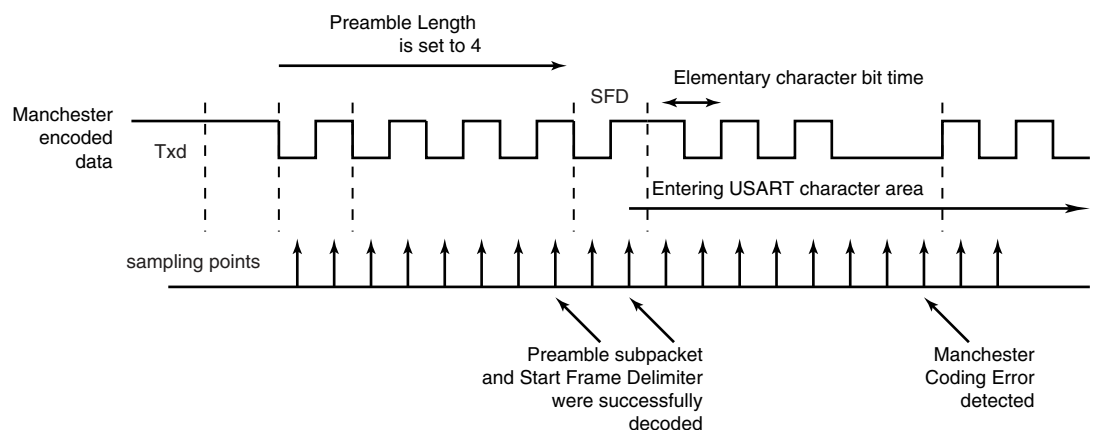 Preamble Length
is set to 4
Elementary character bit time
SFD
Manchester
encoded
data
Txd
Entering USART character area
sampling points
Preamble subpacket
and Start Frame Delimiter
were successfully
decoded
Manchester
Coding Error
detected